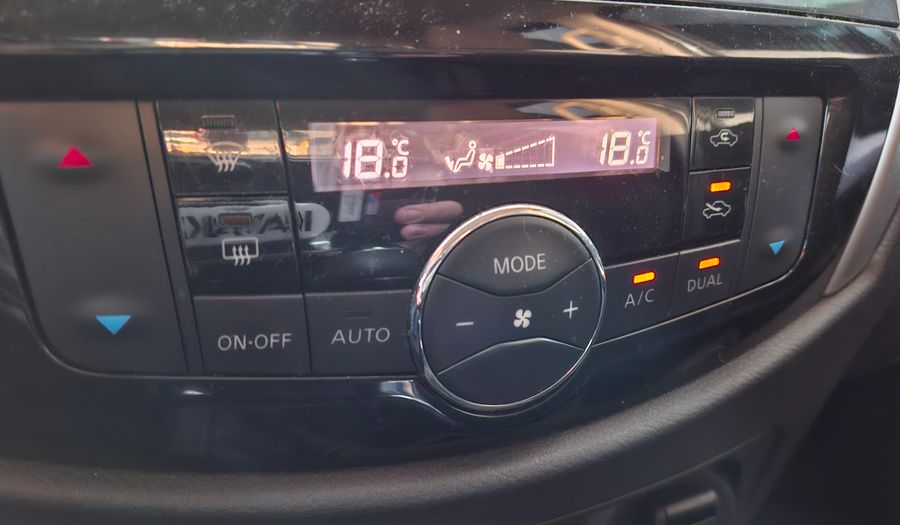 18.0°C
18.0°C
MODE
A/C
DUAL
ON·OFF
AUTO
− +